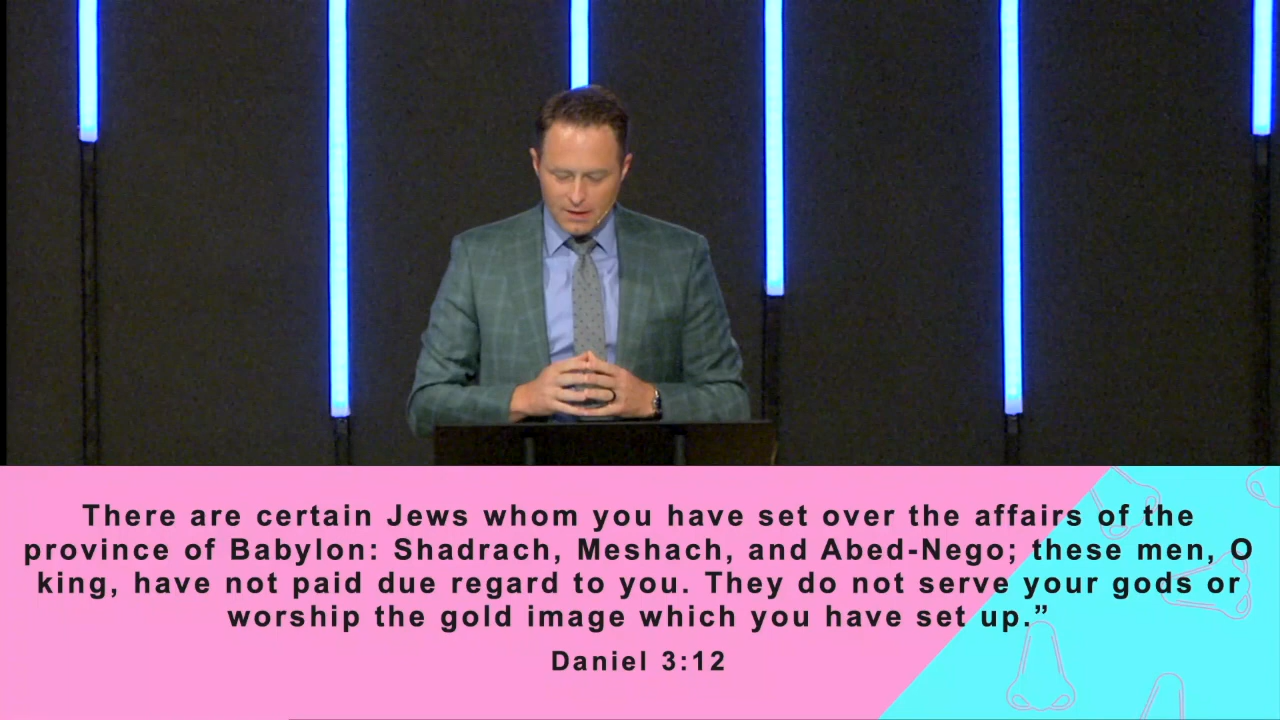 There are certain Jews whom you have set over the affairs of the
province of Babylon: Shadrach, Meshach, and Abed-Nego; these men, O
king, have not paid due regard to you. They do not serve your gods or
worship the gold image which you have set up.”
Daniel 3:12